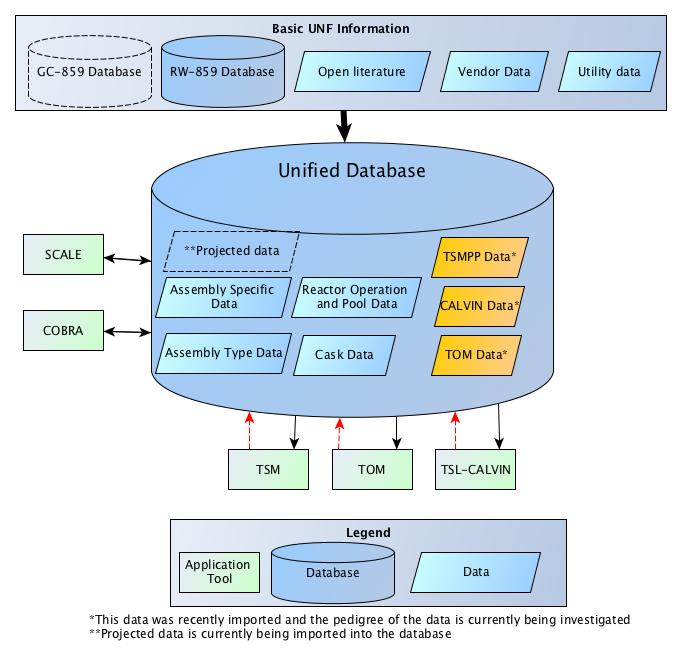 Basic UNF Information
GC-859 Database
RW-859 Database
Open literature
Vendor Data
Utility data
Unified Database
**Projected data
TSMPP Data*
SCALE
Assembly Specific
Data
Reactor Operation
and Pool Data
CALVIN Data*
COBRA
Assembly Type Data
Cask Data
TOM Data*
TSM
TOM
TSL-CALVIN
Legend
Application
Tool
Database
Data
*This data was recently imported and the pedigree of the data is currently being investigated
**Projected data is currently being imported into the database